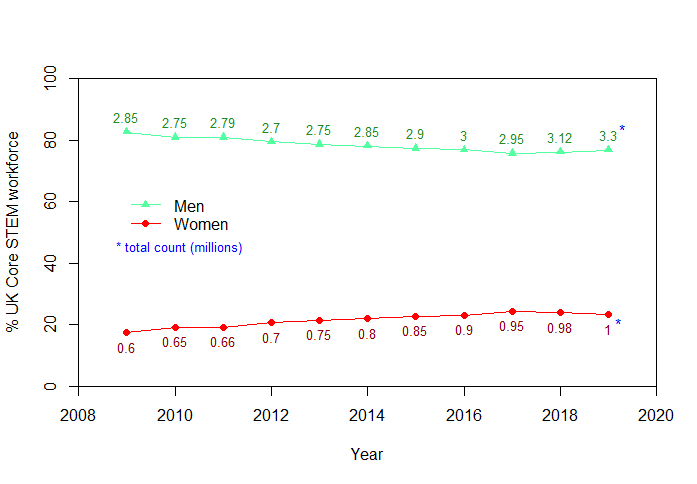 100
80
60
40
20
0
% UK Core STEM workforce
2.85 2.75 2.79 2.7 2.75 2.85 2.9 3 2.95 3.12 3.3 *
Men
Women
* total count (millions)
0.6 0.65 0.66 0.7 0.75 0.8 0.85 0.9 0.95 0.98 1 *
2008 2010 2012 2014 2016 2018 2020
Year